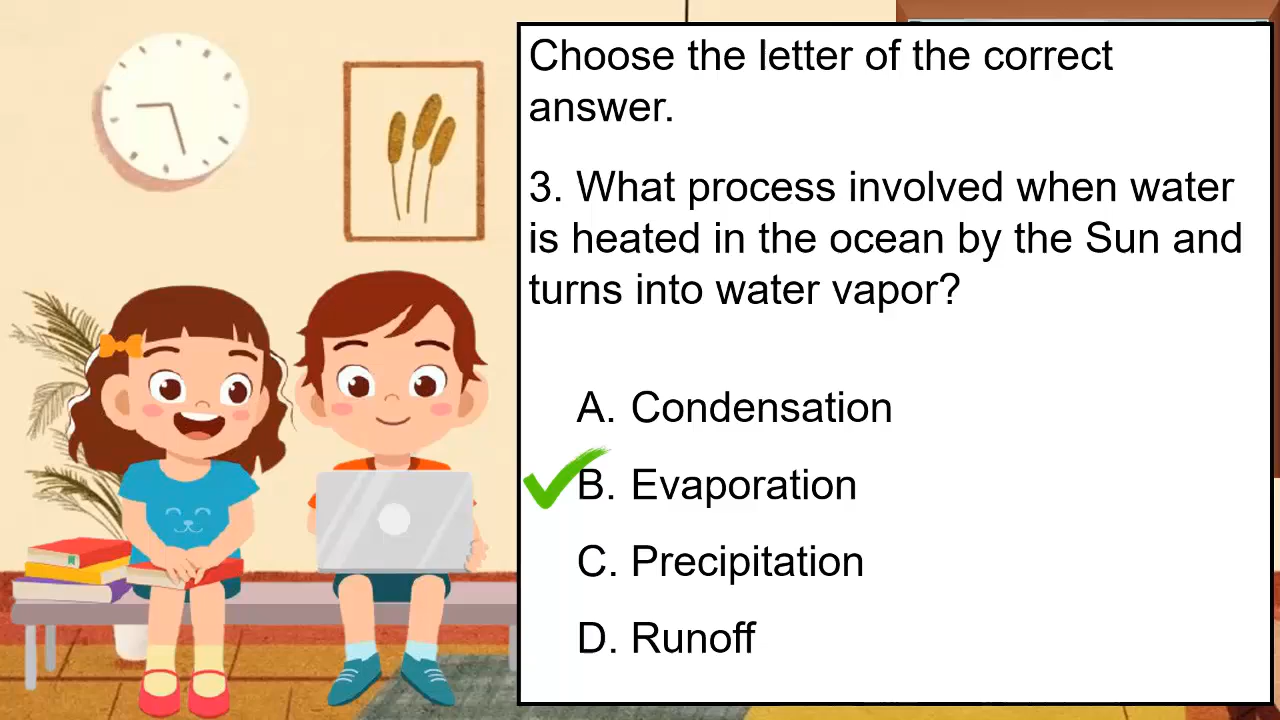 Choose the letter of the correct
answer.
3. What process involved when water
is heated in the ocean by the Sun and
turns into water vapor?
A. Condensation
B. Evaporation
C. Precipitation
D. Runoff